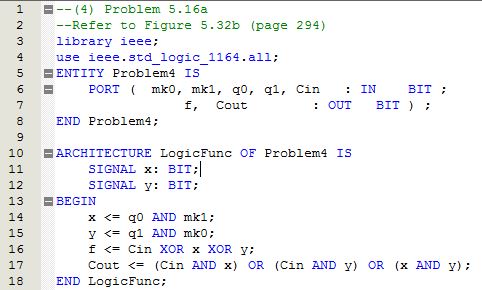 1 --(4) Problem 5.16a
2 --Refer to Figure 5.32b (page 294)
3 library ieee;
4 use ieee.std_logic_1164.all;
5 ENTITY Problem4 IS
6 PORT ( mk0, mk1, q0, q1, Cin : IN BIT ;
7 f, Cout : OUT BIT ) ;
8 END Problem4;
9
10 ARCHITECTURE LogicFunc OF Problem4 IS
11 SIGNAL x: BIT;
12 SIGNAL y: BIT;
13 BEGIN
14 x <= q0 AND mk1;
15 y <= q1 AND mk0;
16 f <= Cin XOR x XOR y;
17 Cout <= (Cin AND x) OR (Cin AND y) OR (x AND y);
18 END LogicFunc;